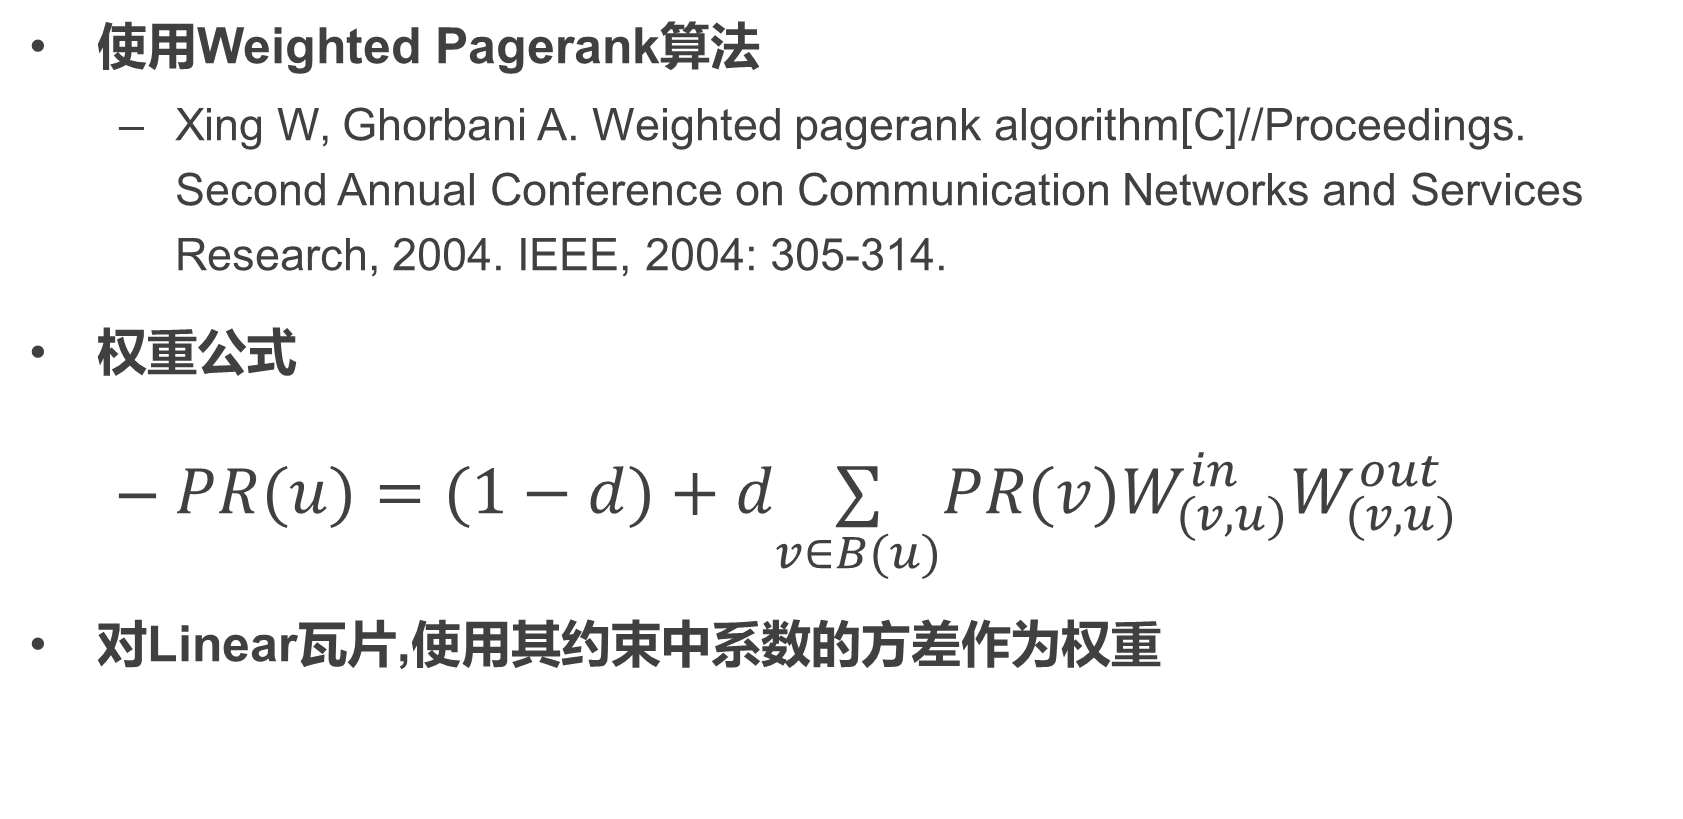 • 使用Weighted Pagerank算法
– Xing W, Ghorbani A. Weighted pagerank algorithm[C]//Proceedings.
Second Annual Conference on Communication Networks and Services
Research, 2004. IEEE, 2004: 305-314.
• 权重公式
– PR(u) = (1 − d) + d ∑_{v∈B(u)} PR(v)W^{in}_{(v,u)}W^{out}_{(v,u)}
• 对Linear瓦片,使用其约束中系数的方差作为权重